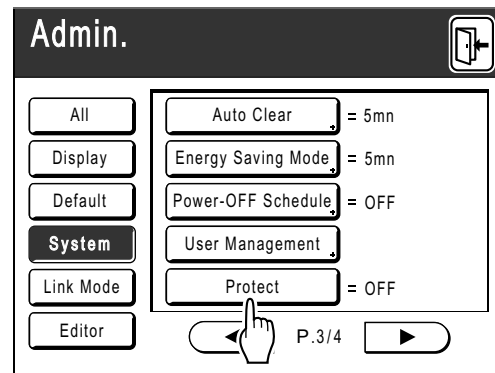 Admin.
All
Auto Clear = 5mn
Display
Energy Saving Mode = 5mn
Default
Power-OFF Schedule = OFF
System
User Management
Link Mode
Protect = OFF
Editor
P.3/4